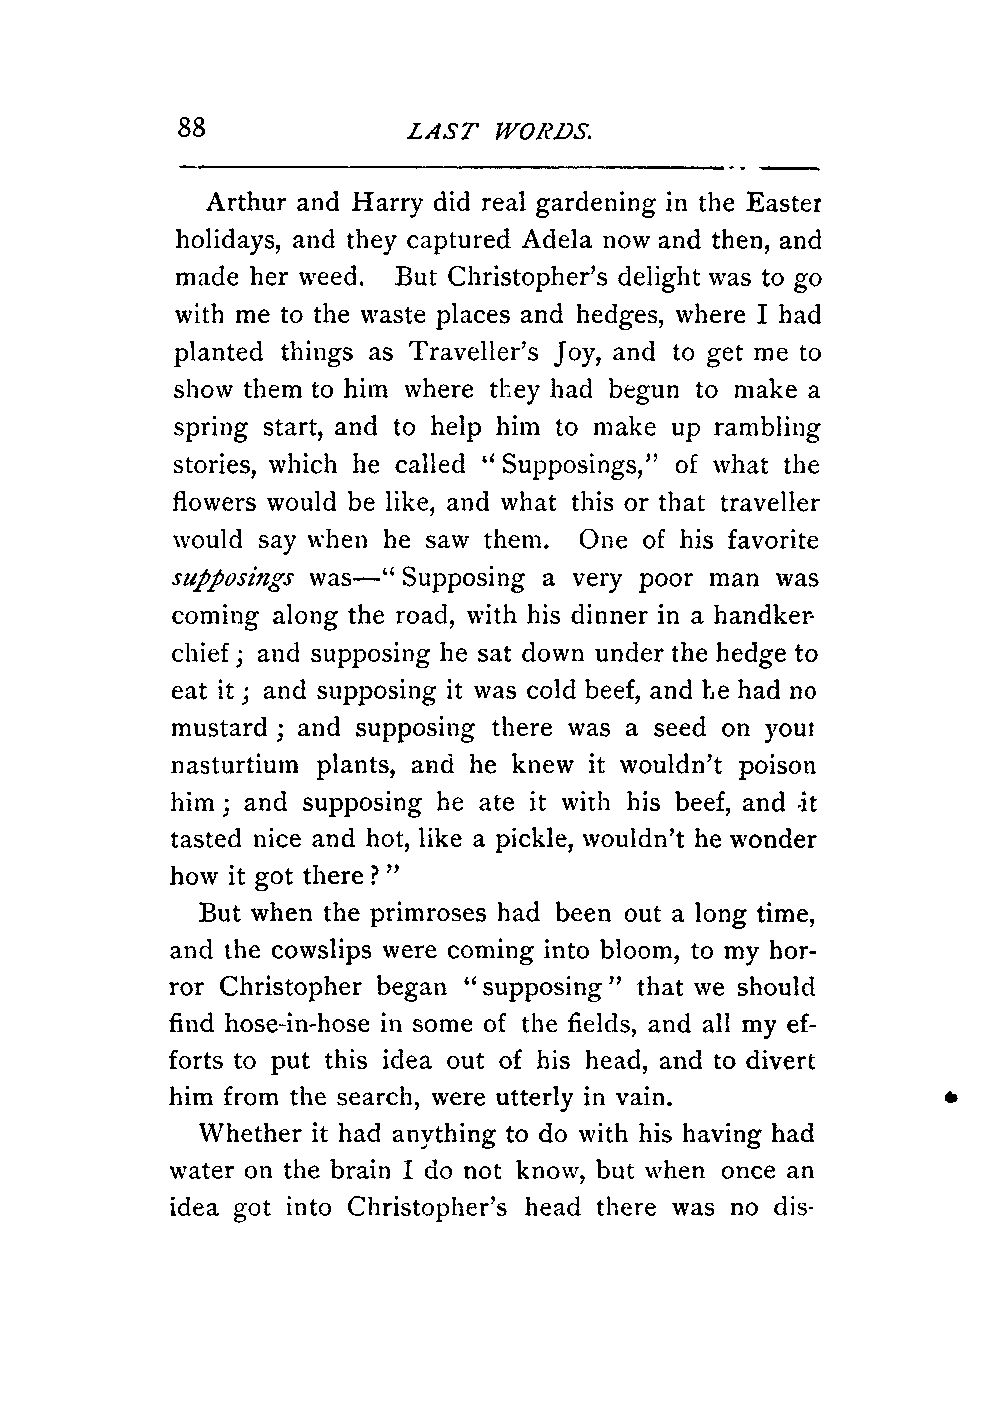 88 LAST WORDS.
Arthur and Harry did real gardening in the Easter
holidays, and they captured Adela now and then, and
made her weed. But Christopher's delight was to go
with me to the waste places and hedges, where I had
planted things as Traveller's Joy, and to get me to
show them to him where they had begun to make a
spring start, and to help him to make up rambling
stories, which he called "Supposings," of what the
flowers would be like, and what this or that traveller
would say when he saw them. One of his favorite
supposings was—"Supposing a very poor man was
coming along the road, with his dinner in a handker-
chief; and supposing he sat down under the hedge to
eat it; and supposing it was cold beef, and he had no
mustard; and supposing there was a seed on your
nasturtium plants, and he knew it wouldn't poison
him; and supposing he ate it with his beef, and it
tasted nice and hot, like a pickle, wouldn't he wonder
how it got there?"
But when the primroses had been out a long time,
and the cowslips were coming into bloom, to my hor-
ror Christopher began "supposing" that we should
find hose-in-hose in some of the fields, and all my ef-
forts to put this idea out of his head, and to divert
him from the search, were utterly in vain.
Whether it had anything to do with his having had
water on the brain I do not know, but when once an
idea got into Christopher's head there was no dis-